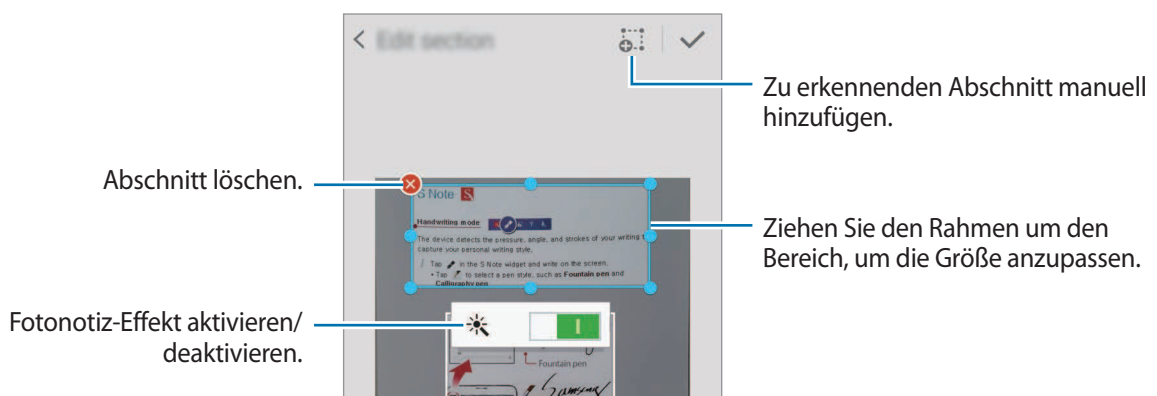 Edit section
Zu erkennenden Abschnitt manuell
hinzufügen.
Abschnitt löschen.
S Note S
Handwriting mode
The device detects the pressure, angle, and strokes of your writing t
capture your personal writing style.
Tap in the S Note widget and write on the screen.
• Tap to select a pen style, such as Fountain pen and
Calligraphy pen
Ziehen Sie den Rahmen um den
Bereich, um die Größe anzupassen.
Fotonotiz-Effekt aktivieren/
deaktivieren.
Fountain pen
Samsung